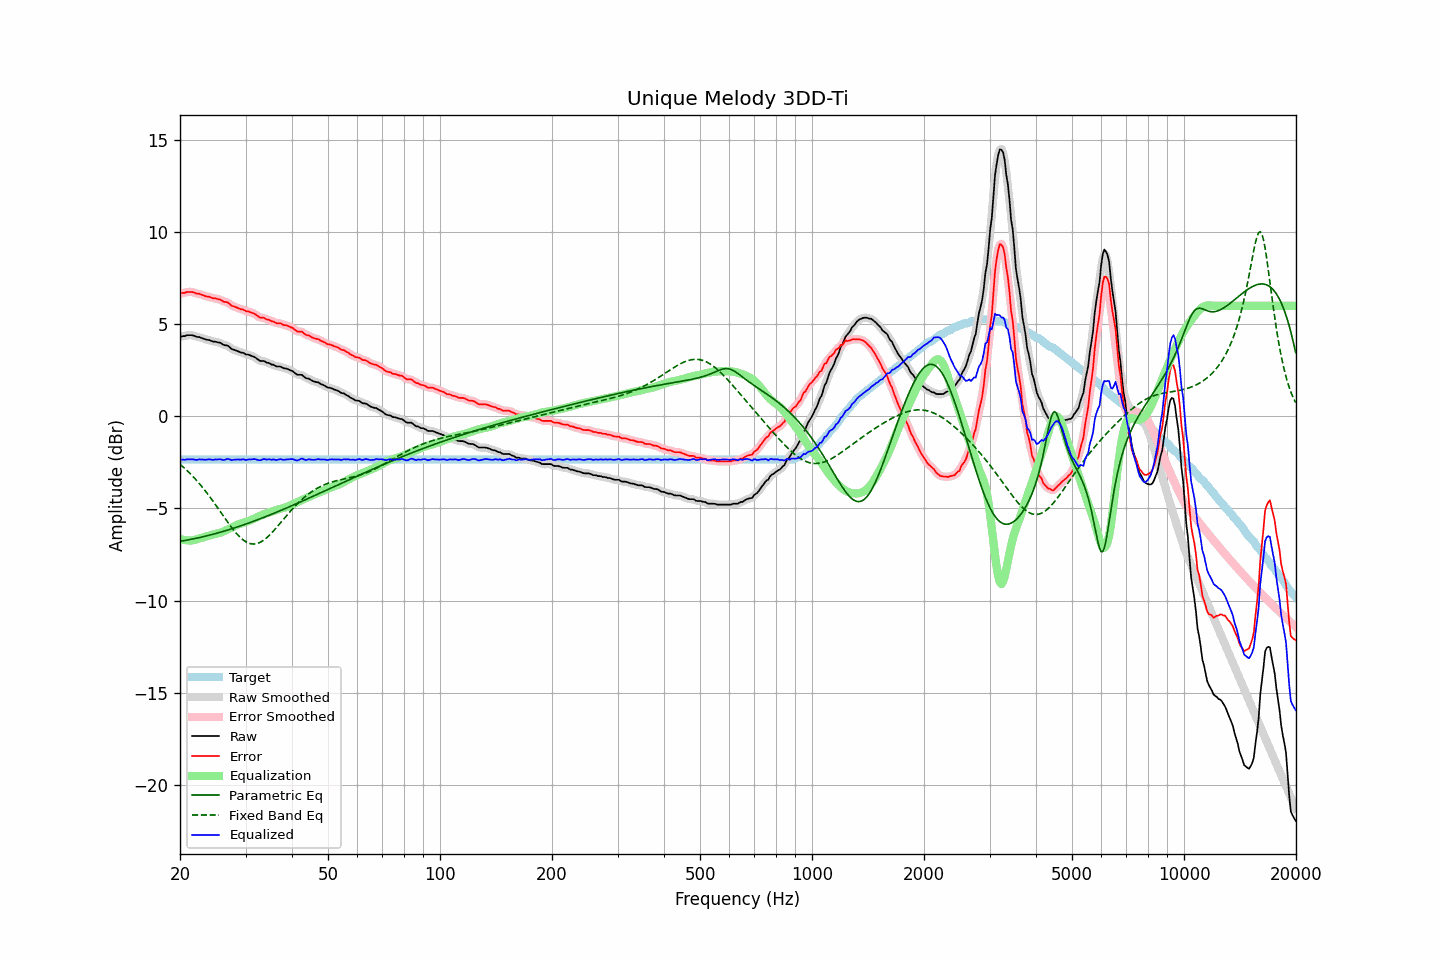 Unique Melody 3DD-Ti
Amplitude (dBr)
15
10
5
0
−5
−10
−15
−20
Target
Raw Smoothed
Error Smoothed
Raw
Error
Equalization
Parametric Eq
Fixed Band Eq
Equalized
20 50 100 200 500 1000 2000 5000 10000 20000
Frequency (Hz)